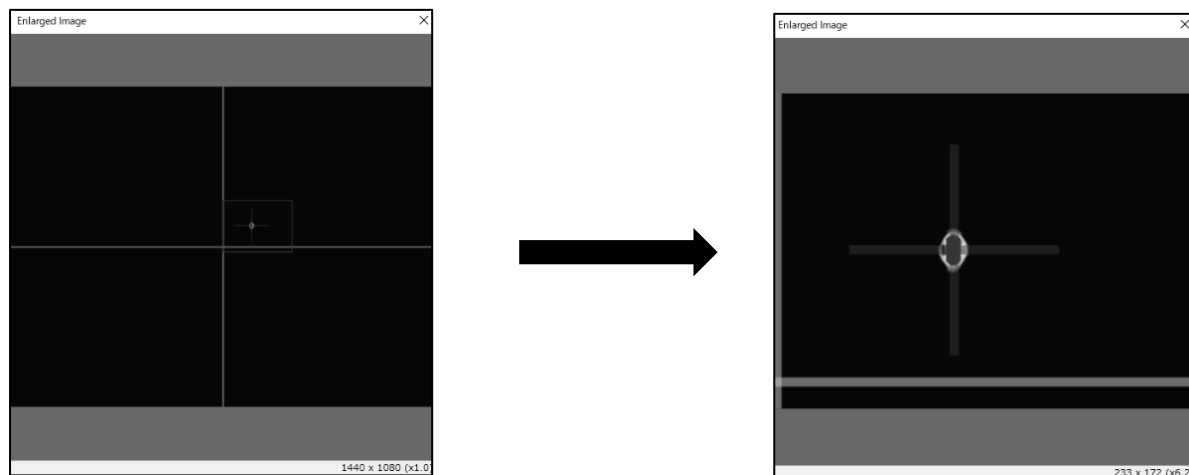 Enlarged Image
1440 x 1080 (x1.0)
Enlarged Image
233 x 172 (x6.2